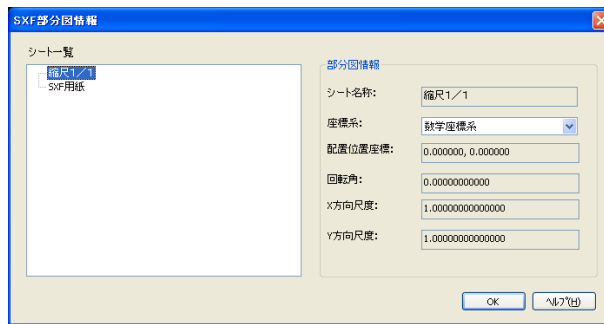 SXF部分図情報
シート一覧
縮尺1／1
SXF用紙
部分図情報
シート名称:
縮尺1／1
座標系:
数学座標系
配置位置座標:
0.000000, 0.000000
回転角:
0.00000000000
X方向尺度:
1.00000000000000
Y方向尺度:
1.00000000000000
OK
ﾍﾙﾌﾟ(H)